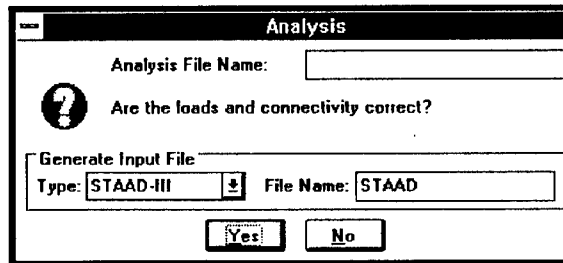 Analysis
Analysis File Name:
Are the loads and connectivity correct?
Generate Input File
Type: STAAD-III File Name: STAAD
Yes No